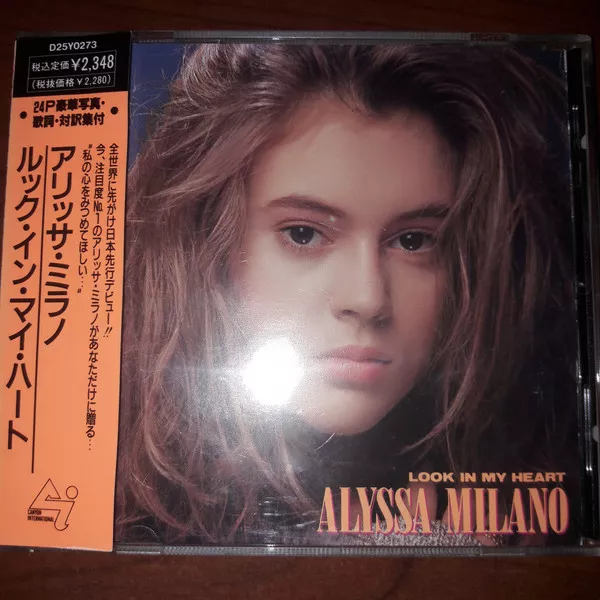 D25Y0273
税込定価 ¥2,348
(税抜価格 ¥2,280)
• 24P豪華写真・ •
歌詞・対訳集付
全世界に先がけ日本先行デビュー!!
今、注目度No.1のアリッサ・ミラノがあなただけに贈る…
"私の心をみつめてほしい…"
アリッサ・ミラノ
ルック・イン・マイ・ハート
CANYON
INTERNATIONAL
LOOK IN MY HEART
ALYSSA MILANO